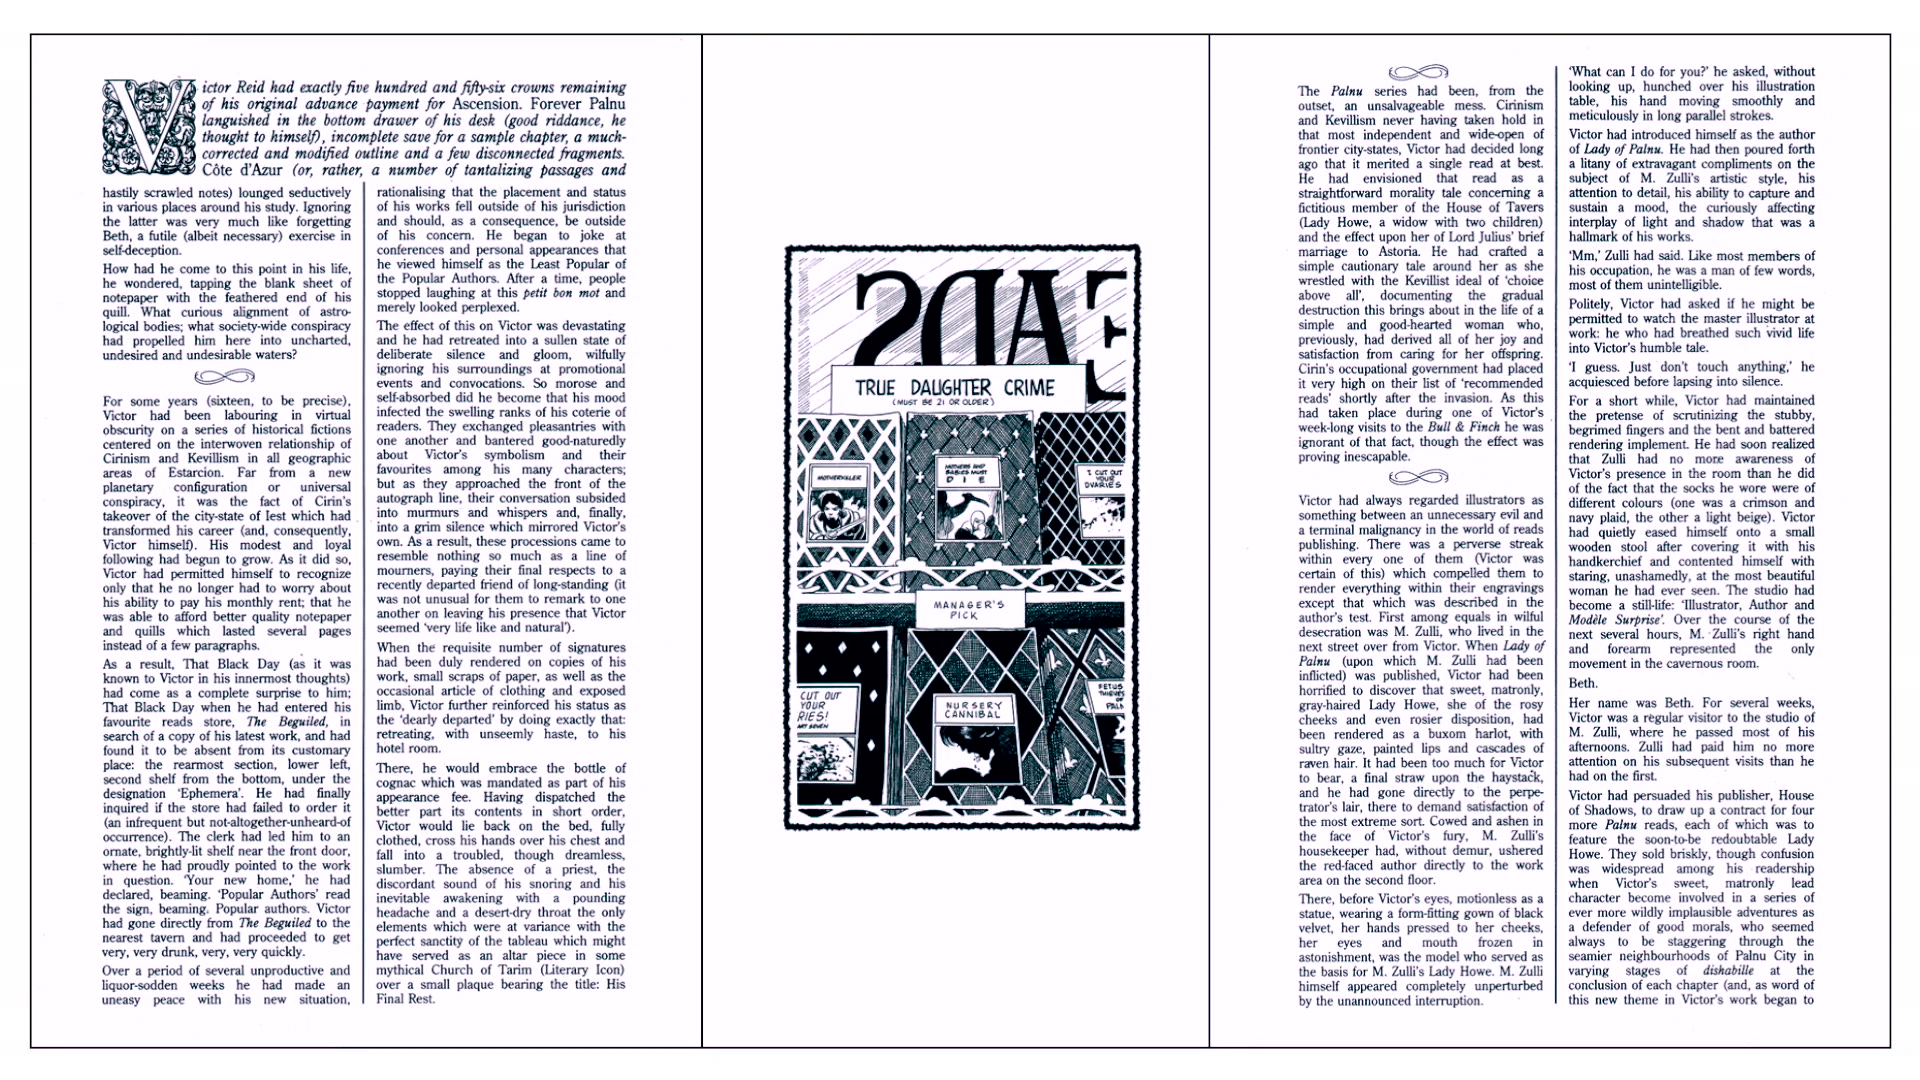 Victor Reid had exactly five hundred and fifty-six crowns remaining
of his original advance payment for Ascension. Forever Palnu
languished in the bottom drawer of his desk (good riddance, he
thought to himself), incomplete save for a sample chapter, a much-
corrected and modified outline and a few disconnected fragments.
Côte d'Azur (or, rather, a number of tantalizing passages and
hastily scrawled notes) lounged seductively
in various places around his study. Ignoring
the latter was very much like forgetting
Beth, a futile (albeit necessary) exercise in
self-deception.
How had he come to this point in his life,
he wondered, tapping the blank sheet of
notepaper with the feathered end of his
quill. What curious alignment of astro-
logical bodies; what society-wide conspiracy
had propelled him here into uncharted,
undesired and undesirable waters?
For some years (sixteen, to be precise),
Victor had been labouring in virtual
obscurity on a series of historical fictions
centered on the interwoven relationship of
Cirinism and Kevillism in all geographic
areas of Estarcion. Far from a new
planetary configuration or universal
conspiracy, it was the fact of Cirin's
takeover of the city-state of Iest which had
transformed his career (and, consequently,
Victor himself). His modest and loyal
following had begun to grow. As it did so,
Victor had permitted himself to recognize
only that he no longer had to worry about
his ability to pay his monthly rent; that he
was able to afford better quality notepaper
and quills which lasted several pages
instead of a few paragraphs.
As a result, That Black Day (as it was
known to Victor in his innermost thoughts)
had come as a complete surprise to him;
That Black Day when he had entered his
favourite reads store, The Beguiled, in
search of a copy of his latest work, and had
found it to be absent from its customary
place: the rearmost section, lower left,
second shelf from the bottom, under the
designation 'Ephemera'. He had finally
inquired if the store had failed to order it
(an infrequent but not-altogether-unheard-of
occurrence). The clerk had led him to an
ornate, brightly-lit shelf near the front door,
where he had proudly pointed to the work
in question. 'Your new home,' he had
declared, beaming. 'Popular Authors' read
the sign, beaming. Popular authors. Victor
had gone directly from The Beguiled to the
nearest tavern and had proceeded to get
very, very drunk, very, very quickly.
Over a period of several unproductive and
liquor-sodden weeks he had made an
uneasy peace with his new situation,
rationalising that the placement and status
of his works fell outside of his jurisdiction
and should, as a consequence, be outside
of his concern. He began to joke at
conferences and personal appearances that
he viewed himself as the Least Popular of
the Popular Authors. After a time, people
stopped laughing at this petit bon mot and
merely looked perplexed.
The effect of this on Victor was devastating
and he had retreated into a sullen state of
deliberate silence and gloom, wilfully
ignoring his surroundings at promotional
events and convocations. So morose and
self-absorbed did he become that his mood
infected the swelling ranks of his coterie of
readers. They exchanged pleasantries with
one another and bantered good-naturedly
about Victor's symbolism and their
favourites among his many characters;
but as they approached the front of the
autograph line, their conversation subsided
into murmurs and whispers and, finally,
into a grim silence which mirrored Victor's
own. As a result, these processions came to
resemble nothing so much as a line of
mourners, paying their final respects to a
recently departed friend of long-standing (it
was not unusual for them to remark to one
another on leaving his presence that Victor
seemed 'very life like and natural').
When the requisite number of signatures
had been duly rendered on copies of his
work, small scraps of paper, as well as the
occasional article of clothing and exposed
limb, Victor further reinforced his status as
the 'dearly departed' by doing exactly that:
retreating, with unseemly haste, to his
hotel room.
There, he would embrace the bottle of
cognac which was mandated as part of his
appearance fee. Having dispatched the
better part its contents in short order,
Victor would lie back on the bed, fully
clothed, cross his hands over his chest and
fall into a troubled, though dreamless,
slumber. The absence of a priest, the
discordant sound of his snoring and his
inevitable awakening with a pounding
headache and a desert-dry throat the only
elements which were at variance with the
perfect sanctity of the tableau which might
have served as an altar piece in some
mythical Church of Tarim (Literary Icon)
over a small plaque bearing the title: His
Final Rest.
TRUE DAUGHTER CRIME
(MUST BE 21 OR OLDER)
MOTHERKILLER
MOTHERS AND
BABIES MUST
DIE
I CUT OUT
YOUR
OVARIES
MANAGER'S
PICK
CUT OUT
YOUR
RIES!
NURSERY
CANNIBAL
FETUS
THIEVES
OF
PALN
The Palnu series had been, from the
outset, an unsalvageable mess. Cirinism
and Kevillism never having taken hold in
that most independent and wide-open of
frontier city-states, Victor had decided long
ago that it merited a single read at best.
He had envisioned that read as a
straightforward morality tale concerning a
fictitious member of the House of Tavers
(Lady Howe, a widow with two children)
and the effect upon her of Lord Julius' brief
marriage to Astoria. He had crafted a
simple cautionary tale around her as she
wrestled with the Kevillist ideal of 'choice
above all', documenting the gradual
destruction this brings about in the life of a
simple and good-hearted woman who,
previously, had derived all of her joy and
satisfaction from caring for her offspring.
Cirin's occupational government had placed
it very high on their list of 'recommended
reads' shortly after the invasion. As this
had taken place during one of Victor's
week-long visits to the Bull & Finch he was
ignorant of that fact, though the effect was
proving inescapable.
Victor had always regarded illustrators as
something between an unnecessary evil and
a terminal malignancy in the world of reads
publishing. There was a perverse streak
within every one of them (Victor was
certain of this) which compelled them to
render everything within their engravings
except that which was described in the
author's test. First among equals in wilful
desecration was M. Zulli, who lived in the
next street over from Victor. When Lady of
Palnu (upon which M. Zulli had been
inflicted) was published, Victor had been
horrified to discover that sweet, matronly,
gray-haired Lady Howe, she of the rosy
cheeks and even rosier disposition, had
been rendered as a buxom harlot, with
sultry gaze, painted lips and cascades of
raven hair. It had been too much for Victor
to bear, a final straw upon the haystack,
and he had gone directly to the perpe-
trator's lair, there to demand satisfaction of
the most extreme sort. Cowed and ashen in
the face of Victor's fury, M. Zulli's
housekeeper had, without demur, ushered
the red-faced author directly to the work
area on the second floor.
There, before Victor's eyes, motionless as a
statue, wearing a form-fitting gown of black
velvet, her hands pressed to her cheeks,
her eyes and mouth frozen in
astonishment, was the model who served as
the basis for M. Zulli's Lady Howe. M. Zulli
himself appeared completely unperturbed
by the unannounced interruption.
'What can I do for you?' he asked, without
looking up, hunched over his illustration
table, his hand moving smoothly and
meticulously in long parallel strokes.
Victor had introduced himself as the author
of Lady of Palnu. He had then poured forth
a litany of extravagant compliments on the
subject of M. Zulli's artistic style, his
attention to detail, his ability to capture and
sustain a mood, the curiously affecting
interplay of light and shadow that was a
hallmark of his works.
'Mm,' Zulli had said. Like most members of
his occupation, he was a man of few words,
most of them unintelligible.
Politely, Victor had asked if he might be
permitted to watch the master illustrator at
work: he who had breathed such vivid life
into Victor's humble tale.
'I guess. Just don't touch anything,' he
acquiesced before lapsing into silence.
For a short while, Victor had maintained
the pretense of scrutinizing the stubby,
begrimed fingers and the bent and battered
rendering implement. He had soon realized
that Zulli had no more awareness of
Victor's presence in the room than he did
of the fact that the socks he wore were of
different colours (one was a crimson and
navy plaid, the other a light beige). Victor
had quietly eased himself onto a small
wooden stool after covering it with his
handkerchief and contented himself with
staring, unashamedly, at the most beautiful
woman he had ever seen. The studio had
become a still-life: 'Illustrator, Author and
Modèle Surprise'. Over the course of the
next several hours, M. Zulli's right hand
and forearm represented the only
movement in the cavernous room.
Beth.
Her name was Beth. For several weeks,
Victor was a regular visitor to the studio of
M. Zulli, where he passed most of his
afternoons. Zulli had paid him no more
attention on his subsequent visits than he
had on the first.
Victor had persuaded his publisher, House
of Shadows, to draw up a contract for four
more Palnu reads, each of which was to
feature the soon-to-be redoubtable Lady
Howe. They sold briskly, though confusion
was widespread among his readership
when Victor's sweet, matronly lead
character become involved in a series of
ever more wildly implausible adventures as
a defender of good morals, who seemed
always to be staggering through the
seamier neighbourhoods of Palnu City in
varying stages of dishabille at the
conclusion of each chapter (and, as word of
this new theme in Victor's work began to